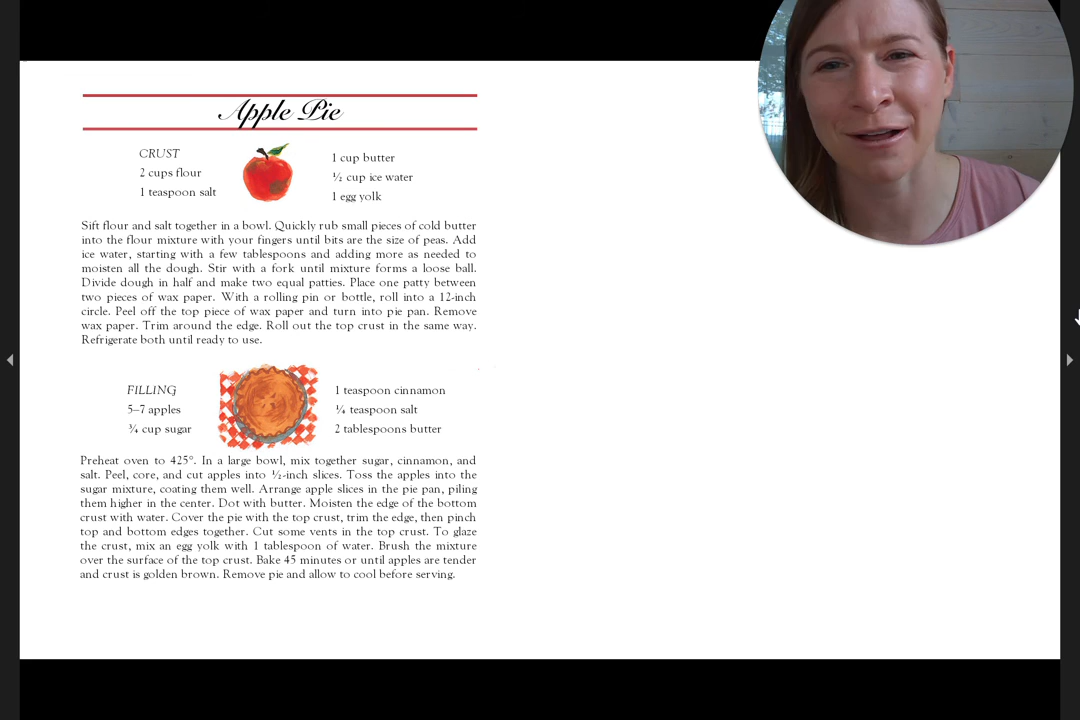 Apple Pie
CRUST
2 cups flour
1 teaspoon salt
1 cup butter
½ cup ice water
1 egg yolk
Sift flour and salt together in a bowl. Quickly rub small pieces of cold butter
into the flour mixture with your fingers until bits are the size of peas. Add
ice water, starting with a few tablespoons and adding more as needed to
moisten all the dough. Stir with a fork until mixture forms a loose ball.
Divide dough in half and make two equal patties. Place one patty between
two pieces of wax paper. With a rolling pin or bottle, roll into a 12-inch
circle. Peel off the top piece of wax paper and turn into pie pan. Remove
wax paper. Trim around the edge. Roll out the top crust in the same way.
Refrigerate both until ready to use.
FILLING
5–7 apples
¾ cup sugar
1 teaspoon cinnamon
¼ teaspoon salt
2 tablespoons butter
Preheat oven to 425°. In a large bowl, mix together sugar, cinnamon, and
salt. Peel, core, and cut apples into ½-inch slices. Toss the apples into the
sugar mixture, coating them well. Arrange apple slices in the pie pan, piling
them higher in the center. Dot with butter. Moisten the edge of the bottom
crust with water. Cover the pie with the top crust, trim the edge, then pinch
top and bottom edges together. Cut some vents in the top crust. To glaze
the crust, mix an egg yolk with 1 tablespoon of water. Brush the mixture
over the surface of the top crust. Bake 45 minutes or until apples are tender
and crust is golden brown. Remove pie and allow to cool before serving.